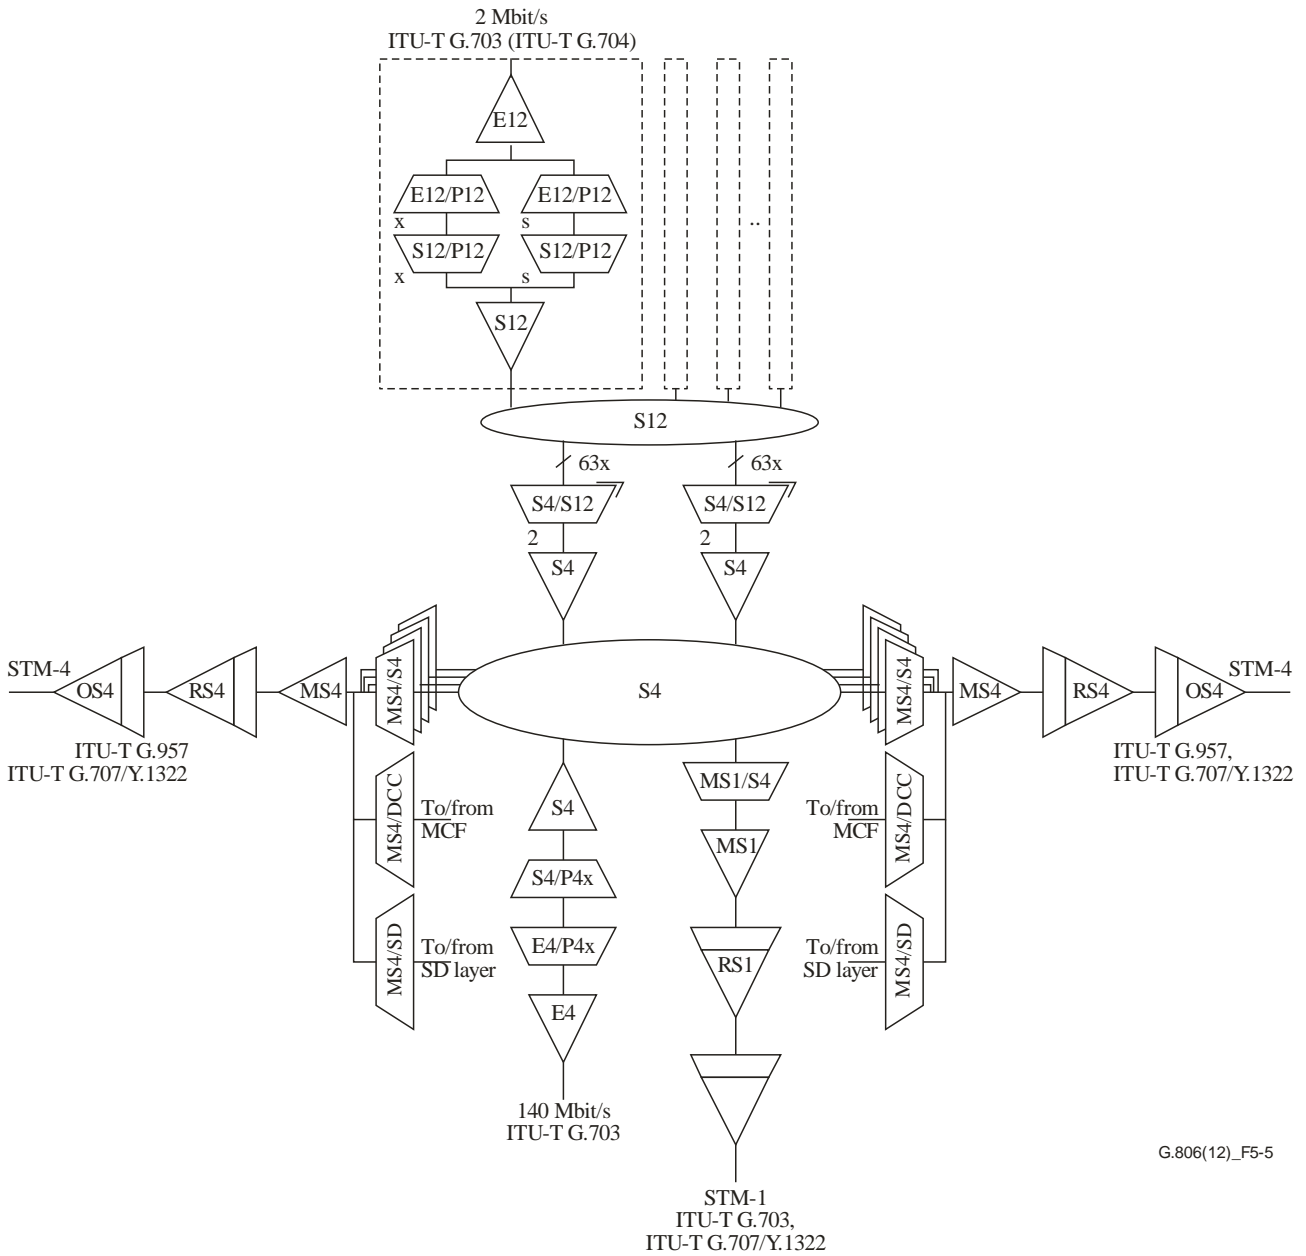 2 Mbit/s
ITU-T G.703 (ITU-T G.704)
E12
E12/P12 E12/P12
x s
S12/P12 S12/P12
x s
S12
..
S12
63x 63x
S4/S12 S4/S12
2 2
S4 S4
STM-4 OS4 RS4 MS4 MS4/S4 S4 MS4/S4 MS4 RS4 OS4 STM-4
ITU-T G.957
ITU-T G.707/Y.1322
ITU-T G.957,
ITU-T G.707/Y.1322
MS4/DCC
To/from
MCF
S4
MS1/S4
MS1
To/from
MCF
MS4/DCC
S4/P4x
MS4/SD
To/from
SD layer
E4/P4x
RS1
To/from
SD layer
MS4/SD
E4
140 Mbit/s
ITU-T G.703
STM-1
ITU-T G.703,
ITU-T G.707/Y.1322
G.806(12)_F5-5